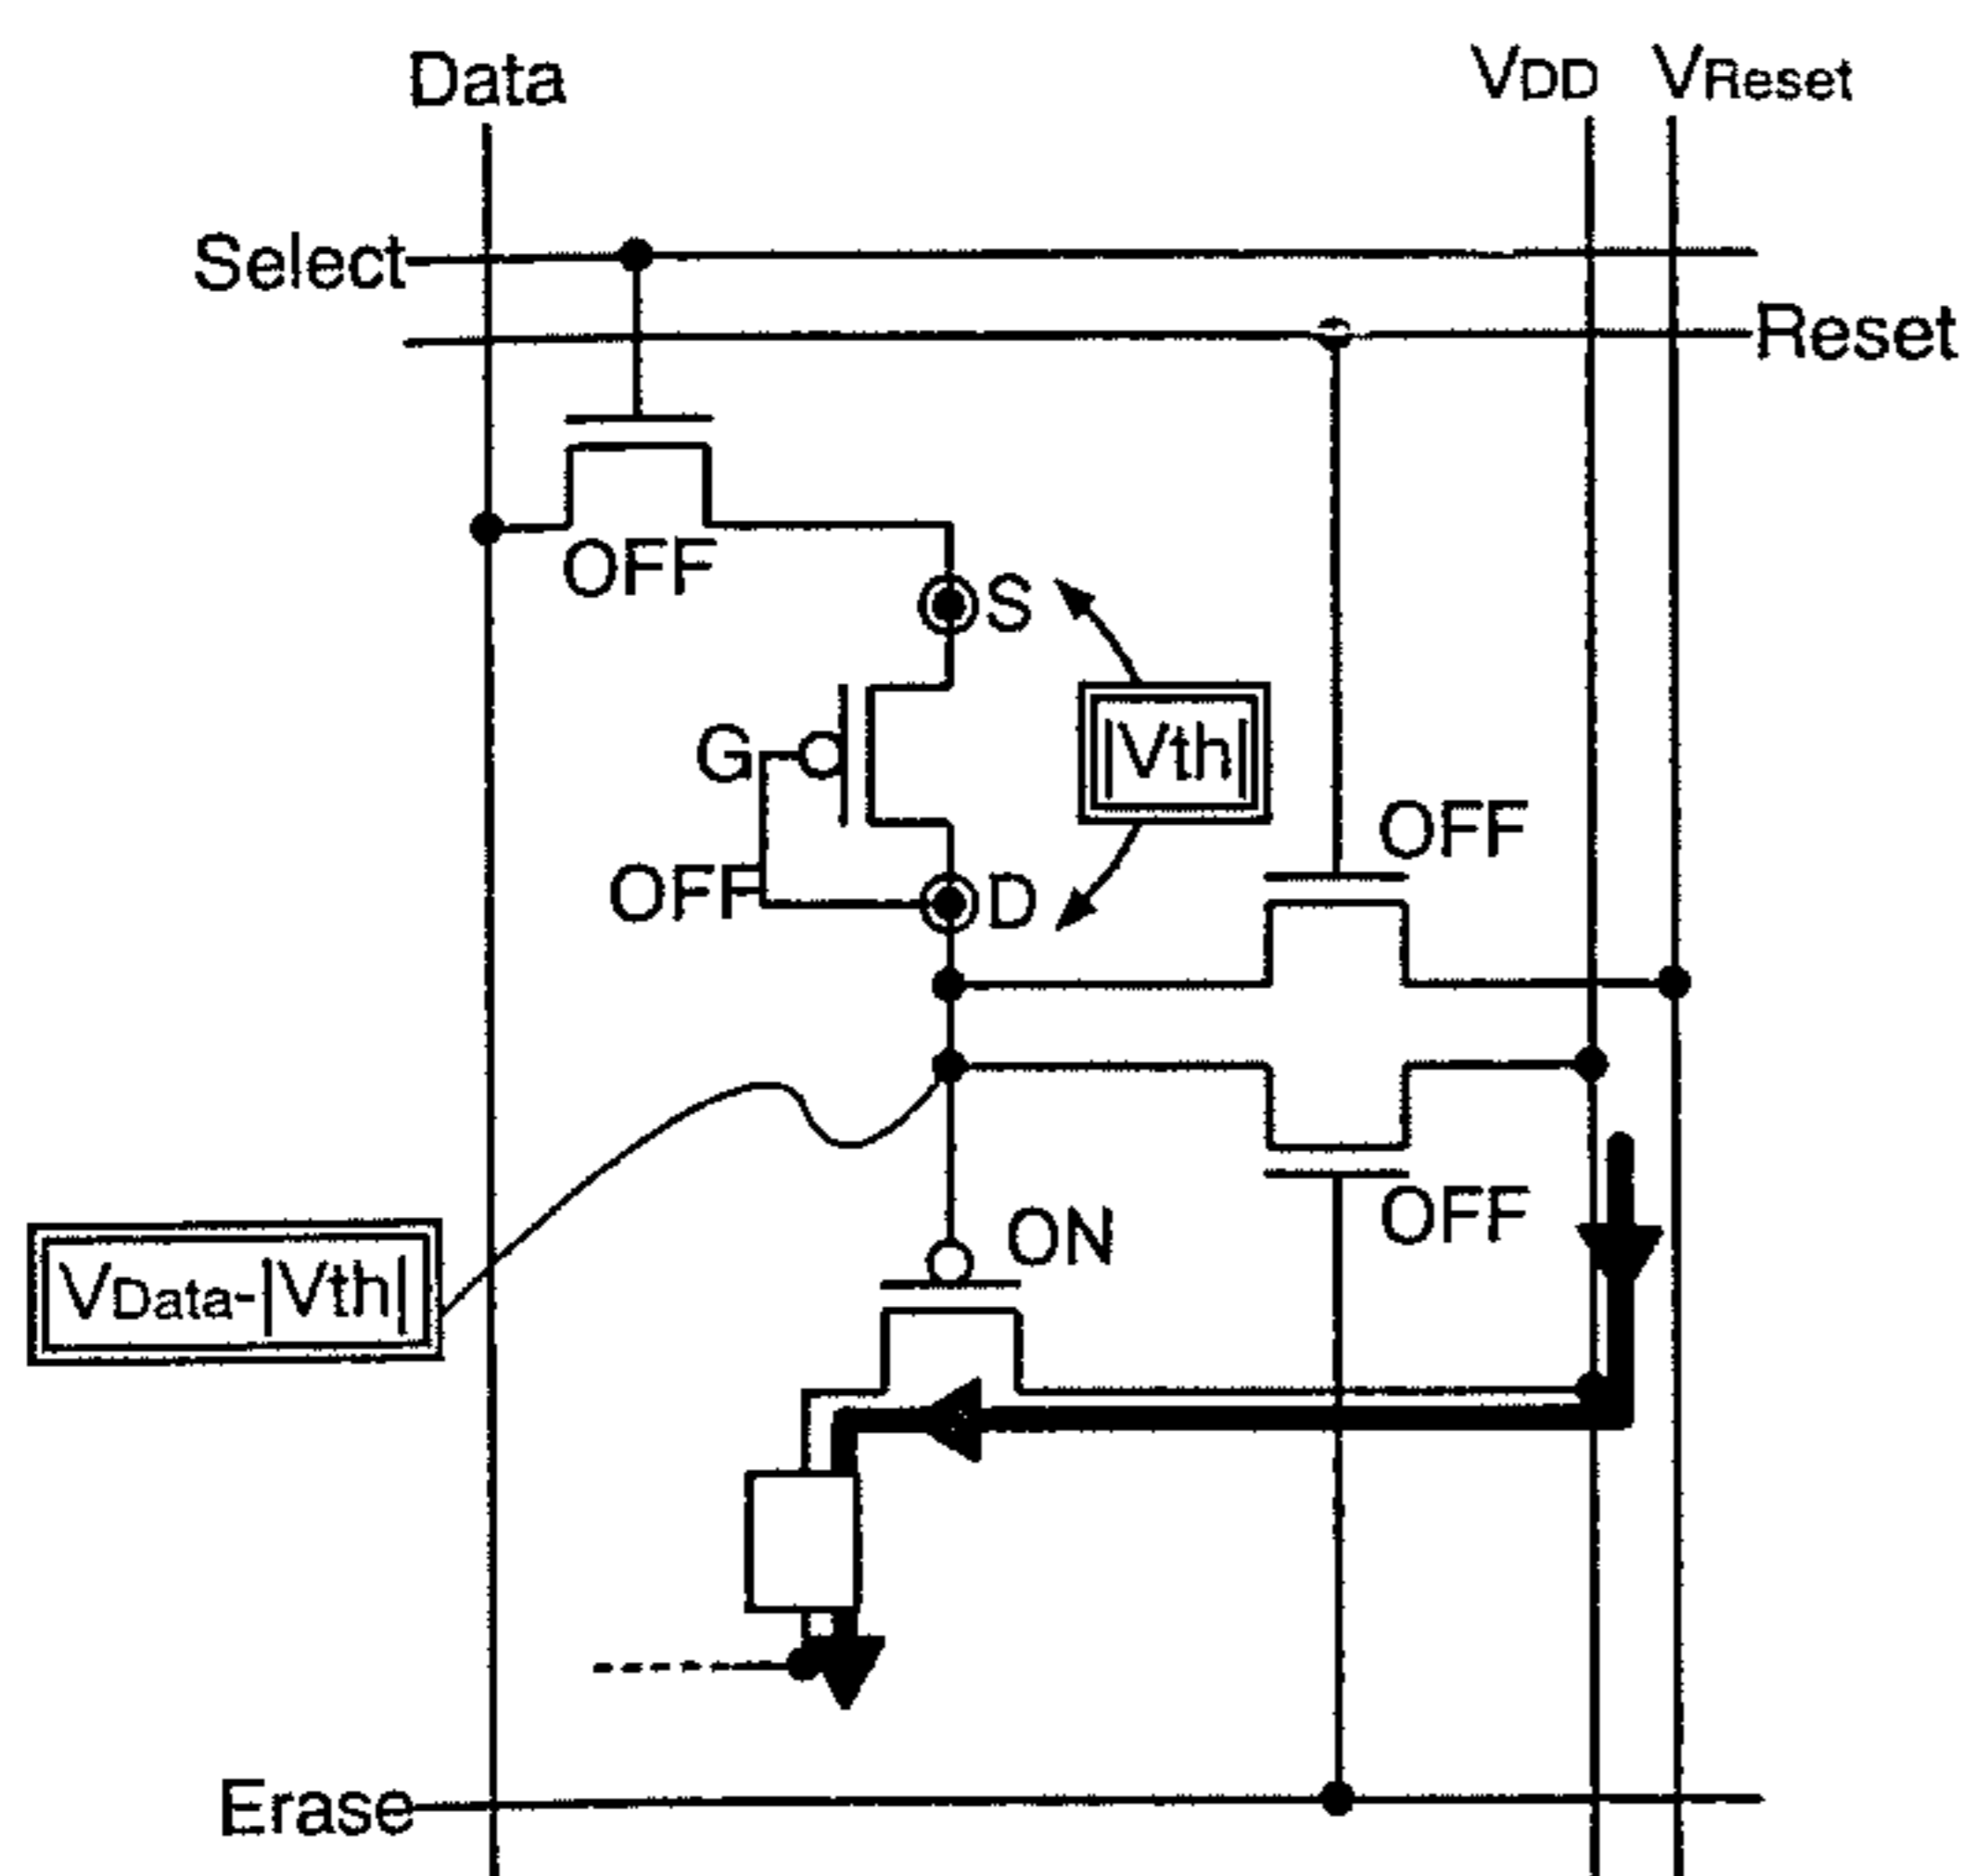 Data
VDD
VReset
Select
Reset
OFF
S
G
|Vth|
OFF
OFF
D
ON
OFF
VData-|Vth|
Erase